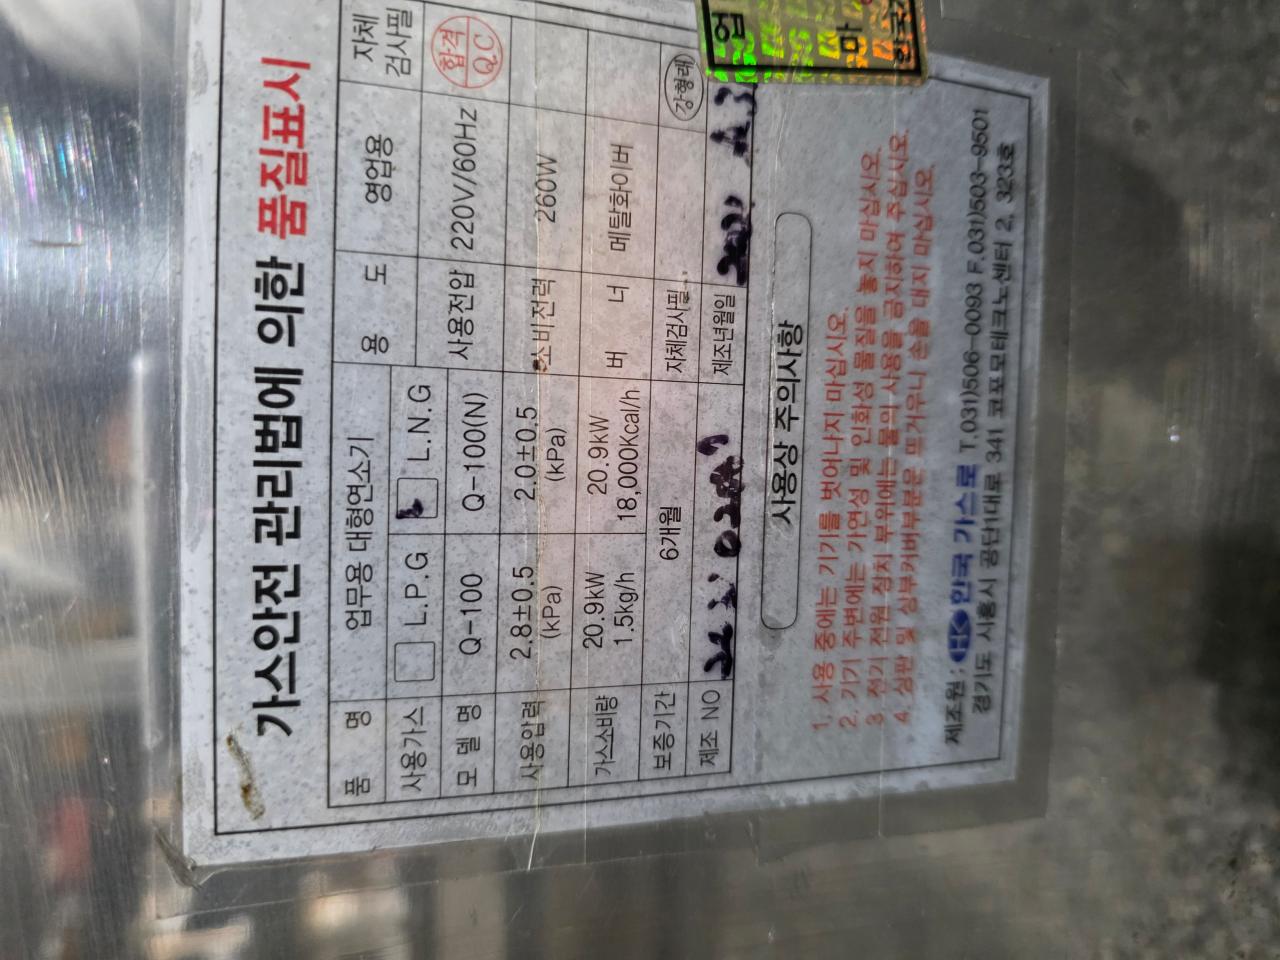 가스안전 관리법에 의한 품질표시
품 명 업무용 대형연소기 용 도 영업용 자체 검사필
사용가스 L.P.G L.N.G 합격 Q.C
모 델 명 Q-100 Q-100(N) 사용전압 220V/60Hz
사용압력 2.8±0.5 (kPa) 2.0±0.5 (kPa) 소비전력 260W
가스소비량 20.9kW 1.5kg/h 20.9kW 18,000Kcal/h 버 너 메탈화이버
보증기간 6개월 자체검사필 강형래
제조 NO 제조년월일
사용상 주의사항
1. 사용 중에는 기기를 벗어나지 마십시오.
2. 기기 주변에는 가연성 및 인화성 물질을 놓지 마십시오.
3. 전기 전원 장치 부위에는 물의 사용을 금지하여 주십시오.
4. 상판 및 상부커버부분은 뜨거우니 손을 대지 마십시오.
제조원 ; HK 한국 가스로 T.031)506-0093 F.031)503-9501
경기도 시흥시 공단1대로 341 코포모테크노센터 2, 323호